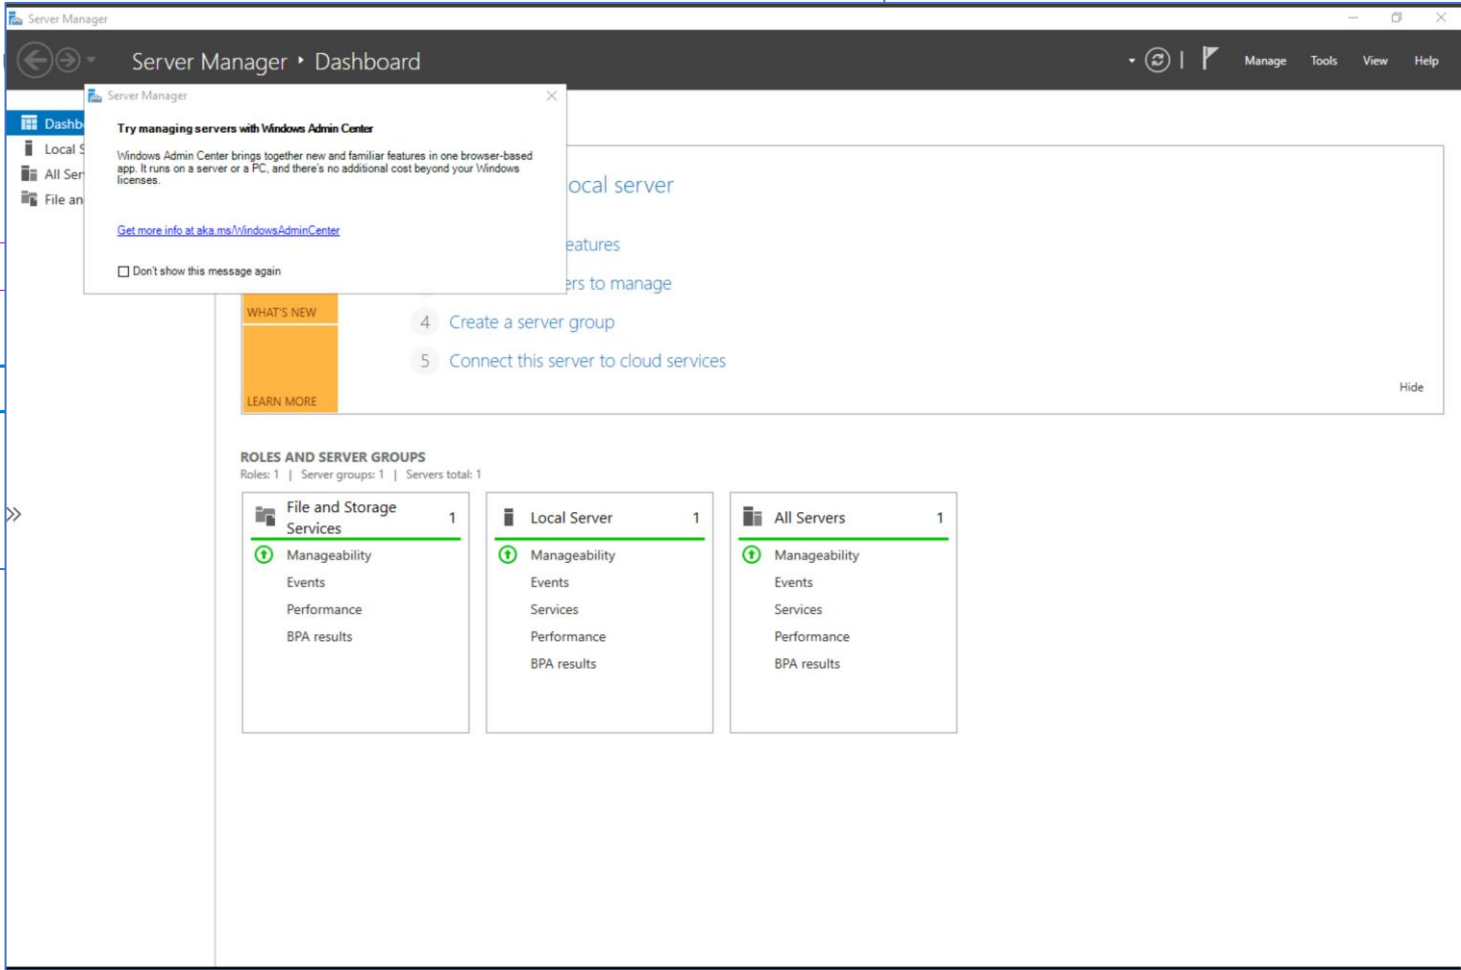 Server Manager
Server Manager ‣ Dashboard
Manage Tools View Help
Server Manager
Try managing servers with Windows Admin Center
Windows Admin Center brings together new and familiar features in one browser-based
app. It runs on a server or a PC, and there's no additional cost beyond your Windows
licenses.
Get more info at aka.ms/WindowsAdminCenter
Don't show this message again
Dashb
Local S
All Ser
File an
ocal server
eatures
ers to manage
WHAT'S NEW
4 Create a server group
5 Connect this server to cloud services
LEARN MORE
Hide
ROLES AND SERVER GROUPS
Roles: 1 | Server groups: 1 | Servers total: 1
File and Storage
Services 1
Manageability
Events
Performance
BPA results
Local Server 1
Manageability
Events
Services
Performance
BPA results
All Servers 1
Manageability
Events
Services
Performance
BPA results